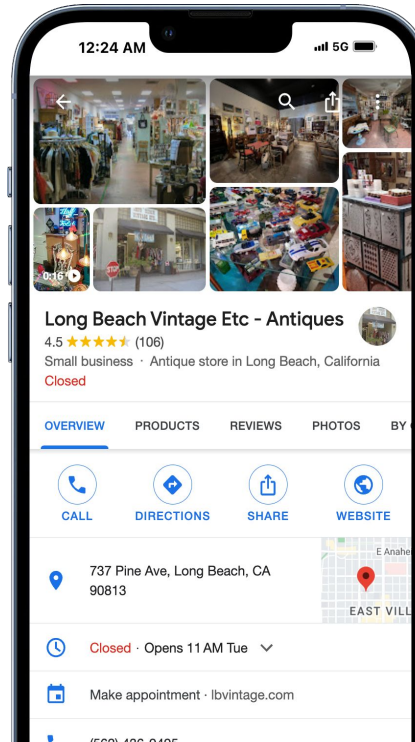 12:24 AM
5G
STOP
0:16
Long Beach Vintage Etc - Antiques
4.5 (106)
Small business · Antique store in Long Beach, California
Closed
OVERVIEW PRODUCTS REVIEWS PHOTOS BY
CALL DIRECTIONS SHARE WEBSITE
737 Pine Ave, Long Beach, CA
90813
E Anahe
EAST VILL
Closed · Opens 11 AM Tue
Make appointment · lbvintage.com